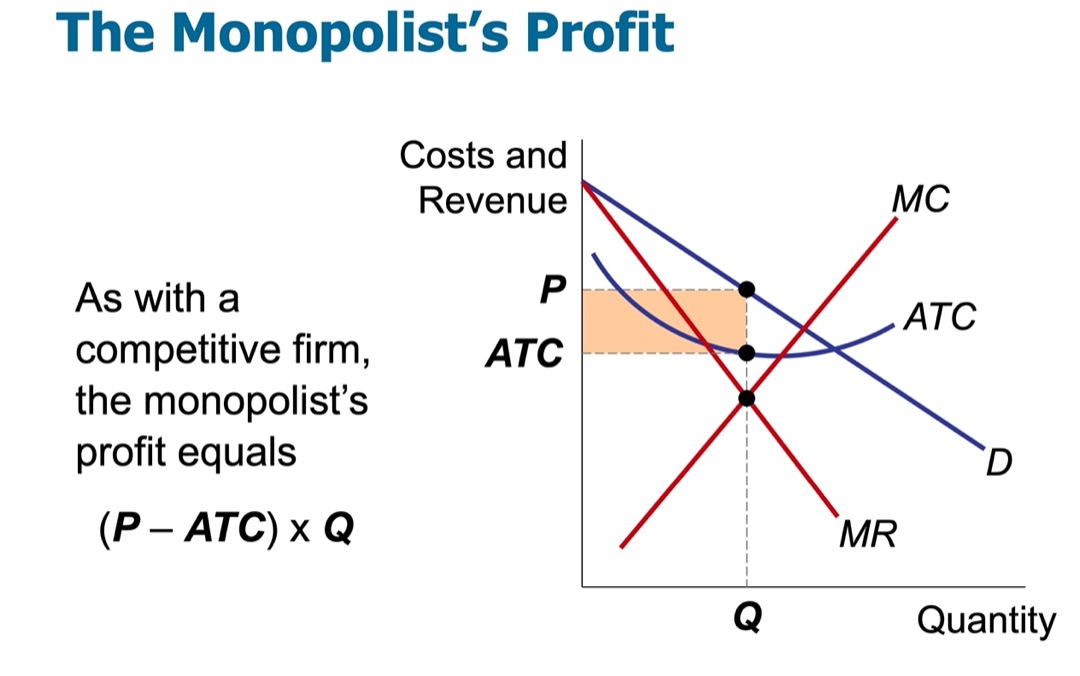 The Monopolist's Profit
Costs and
Revenue
MC
P
As with a
ATC
competitive firm,
ATC
the monopolist's
profit equals
D
(P – ATC) x Q
MR
Q
Quantity